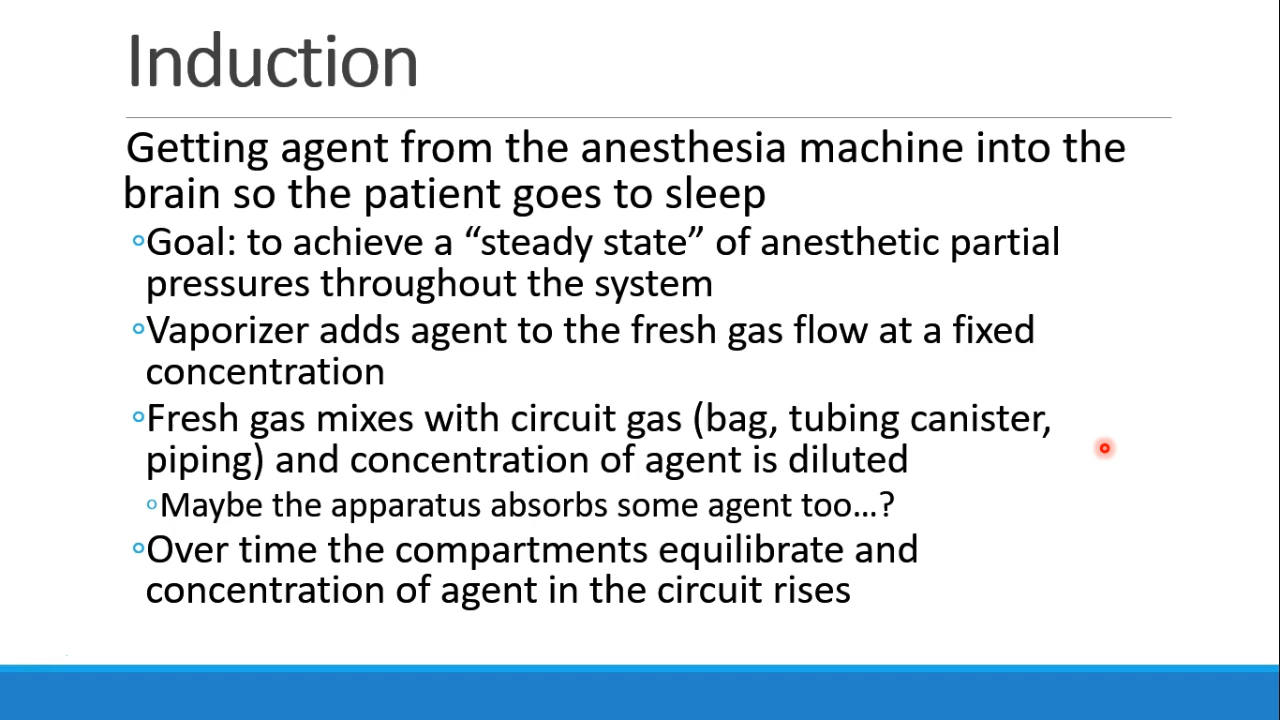 Induction
Getting agent from the anesthesia machine into the
brain so the patient goes to sleep
◦Goal: to achieve a “steady state” of anesthetic partial
pressures throughout the system
◦Vaporizer adds agent to the fresh gas flow at a fixed
concentration
◦Fresh gas mixes with circuit gas (bag, tubing canister,
piping) and concentration of agent is diluted
◦Maybe the apparatus absorbs some agent too…?
◦Over time the compartments equilibrate and
concentration of agent in the circuit rises